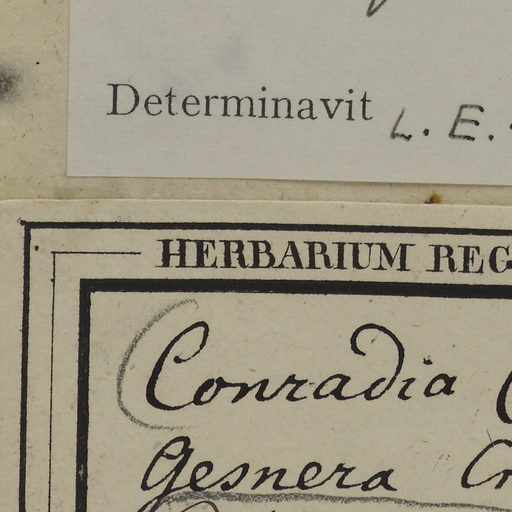 Determinavit L. E.
HERBARIUM REG
Conradia
Gesnera